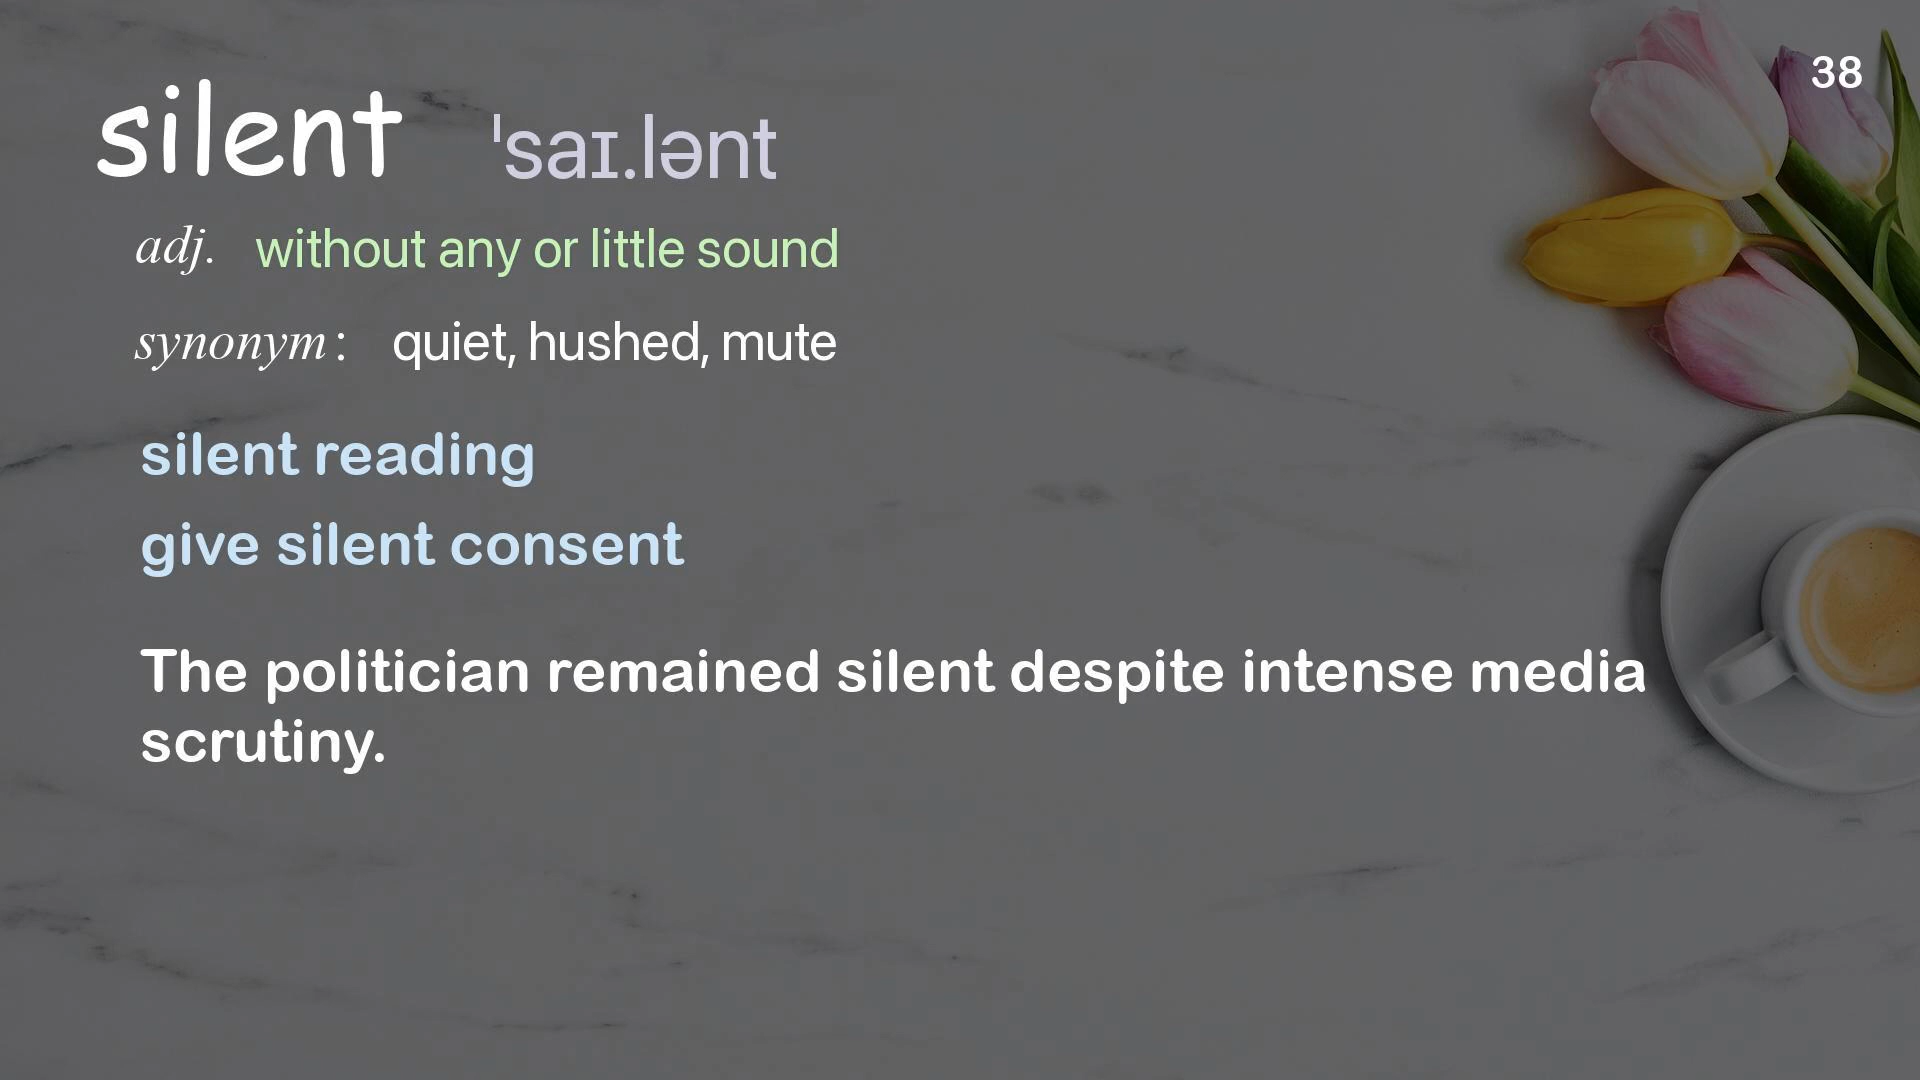 38
silent ˈsaɪ.lənt
adj. without any or little sound
synonym: quiet, hushed, mute
silent reading
give silent consent
The politician remained silent despite intense media
scrutiny.